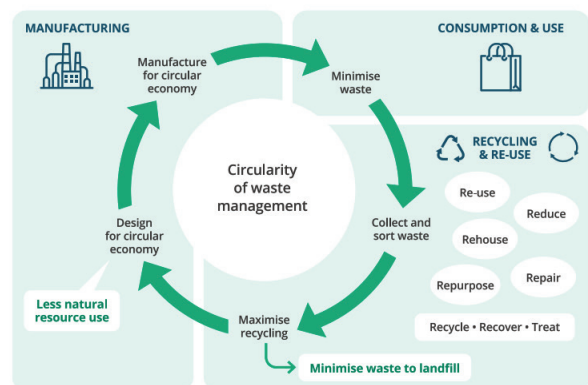 MANUFACTURING
CONSUMPTION & USE
Manufacture
for circular
economy
Minimise
waste
RECYCLING
& RE-USE
Circularity
of waste
management
Re-use
Reduce
Design
for circular
economy
Collect and
sort waste
Rehouse
Repurpose
Repair
Less natural
resource use
Maximise
recycling
Recycle • Recover • Treat
Minimise waste to landfill